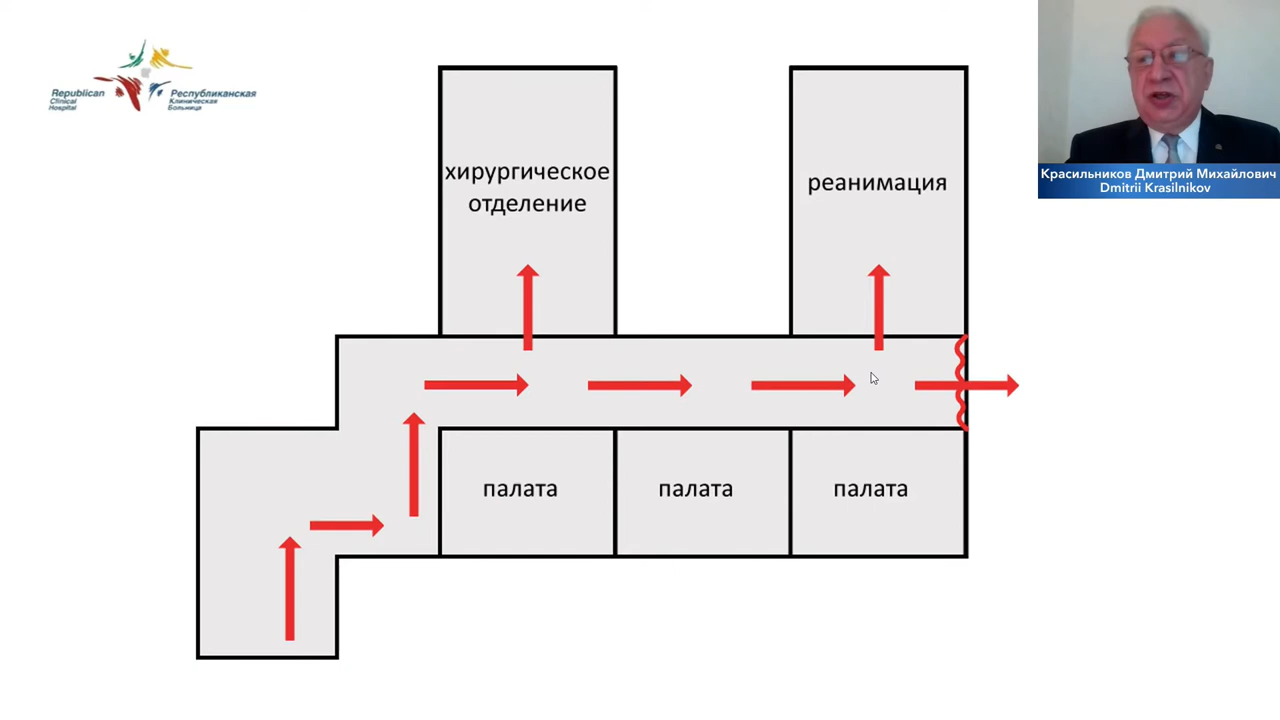 Republican
Clinical
Hospital
Республиканская
Клиническая
Больница
хирургическое
отделение
реанимация
палата
палата
палата
Красильников Дмитрий Михайлович
Dmitrii Krasilnikov